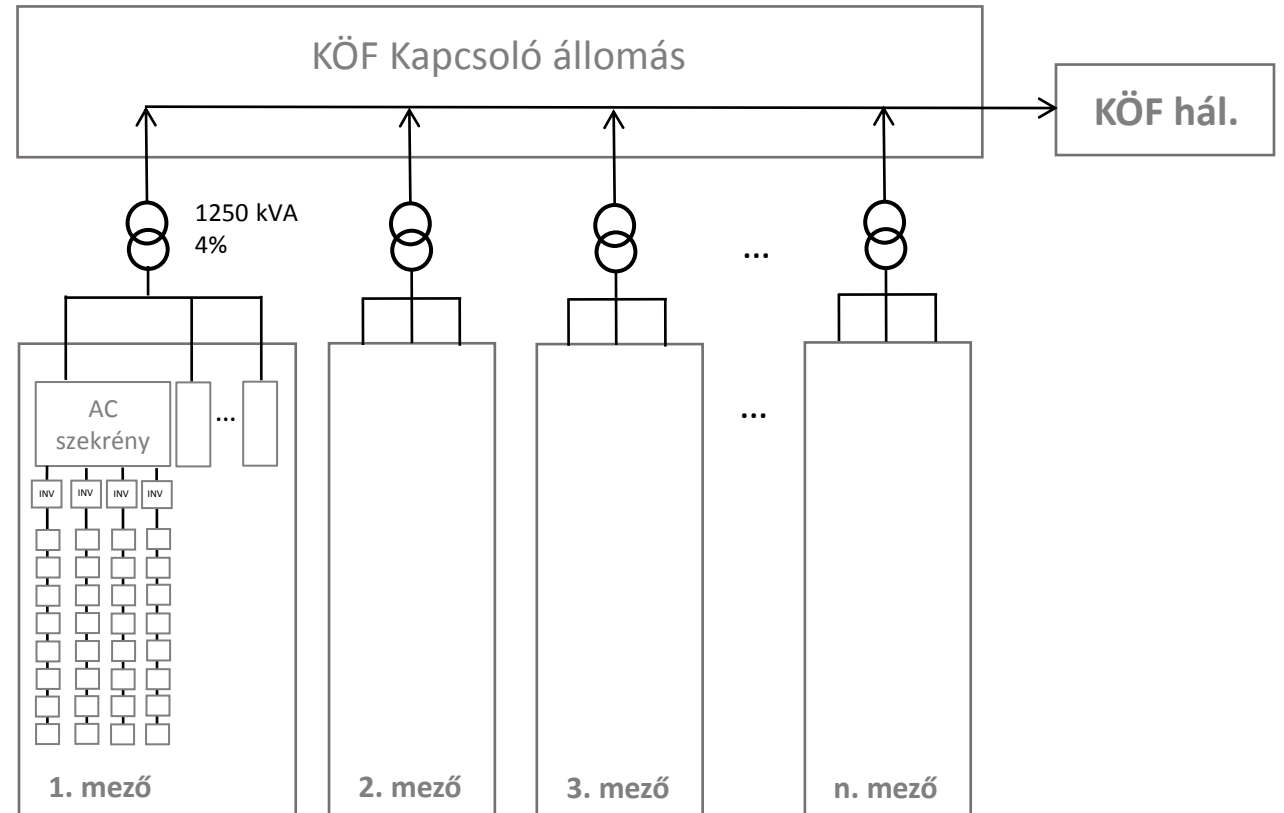 KÖF Kapcsoló állomás
KÖF hál.
1250 kVA
4%
...
AC
szekrény
...
...
INV
INV
INV
INV
1. mező
2. mező
3. mező
n. mező